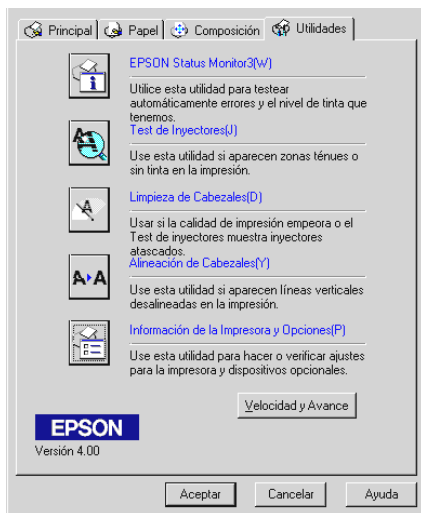 Principal Papel Composición Utilidades
EPSON Status Monitor3(W)
Utilice esta utilidad para testear
automáticamente errores y el nivel de tinta que
tenemos.
Test de Inyectores(J)
Use esta utilidad si aparecen zonas ténues o
sin tinta en la impresión.
Limpieza de Cabezales(D)
Usar si la calidad de impresión empeora o el
Test de inyectores muestra inyectores
atascados.
Alineación de Cabezales(Y)
Use esta utilidad si aparecen líneas verticales
desalineadas en la impresión.
Información de la Impresora y Opciones(P)
Use esta utilidad para hacer o verificar ajustes
para la impresora y dispositivos opcionales.
Velocidad y Avance
EPSON
Versión 4.00
Aceptar Cancelar Ayuda